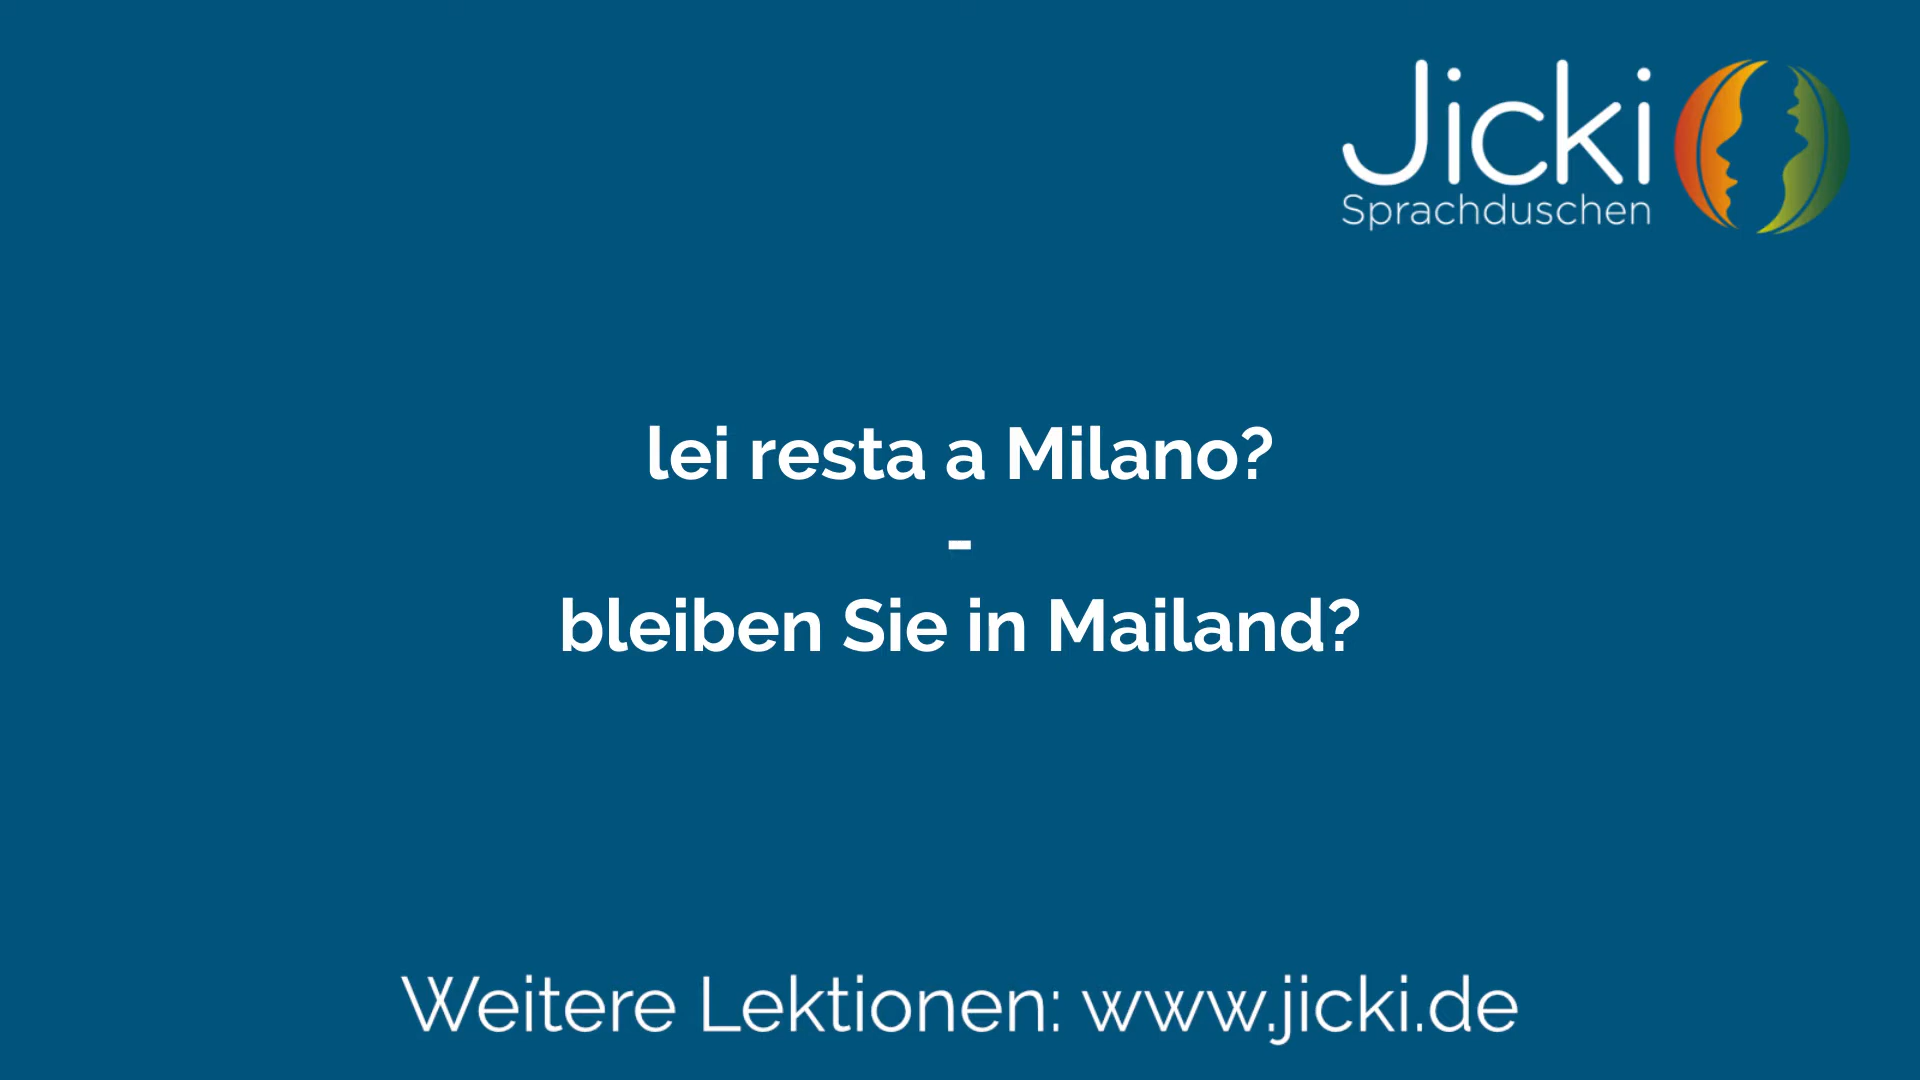 Jicki
Sprachduschen
lei resta a Milano?
-
bleiben Sie in Mailand?
Weitere Lektionen: www.jicki.de